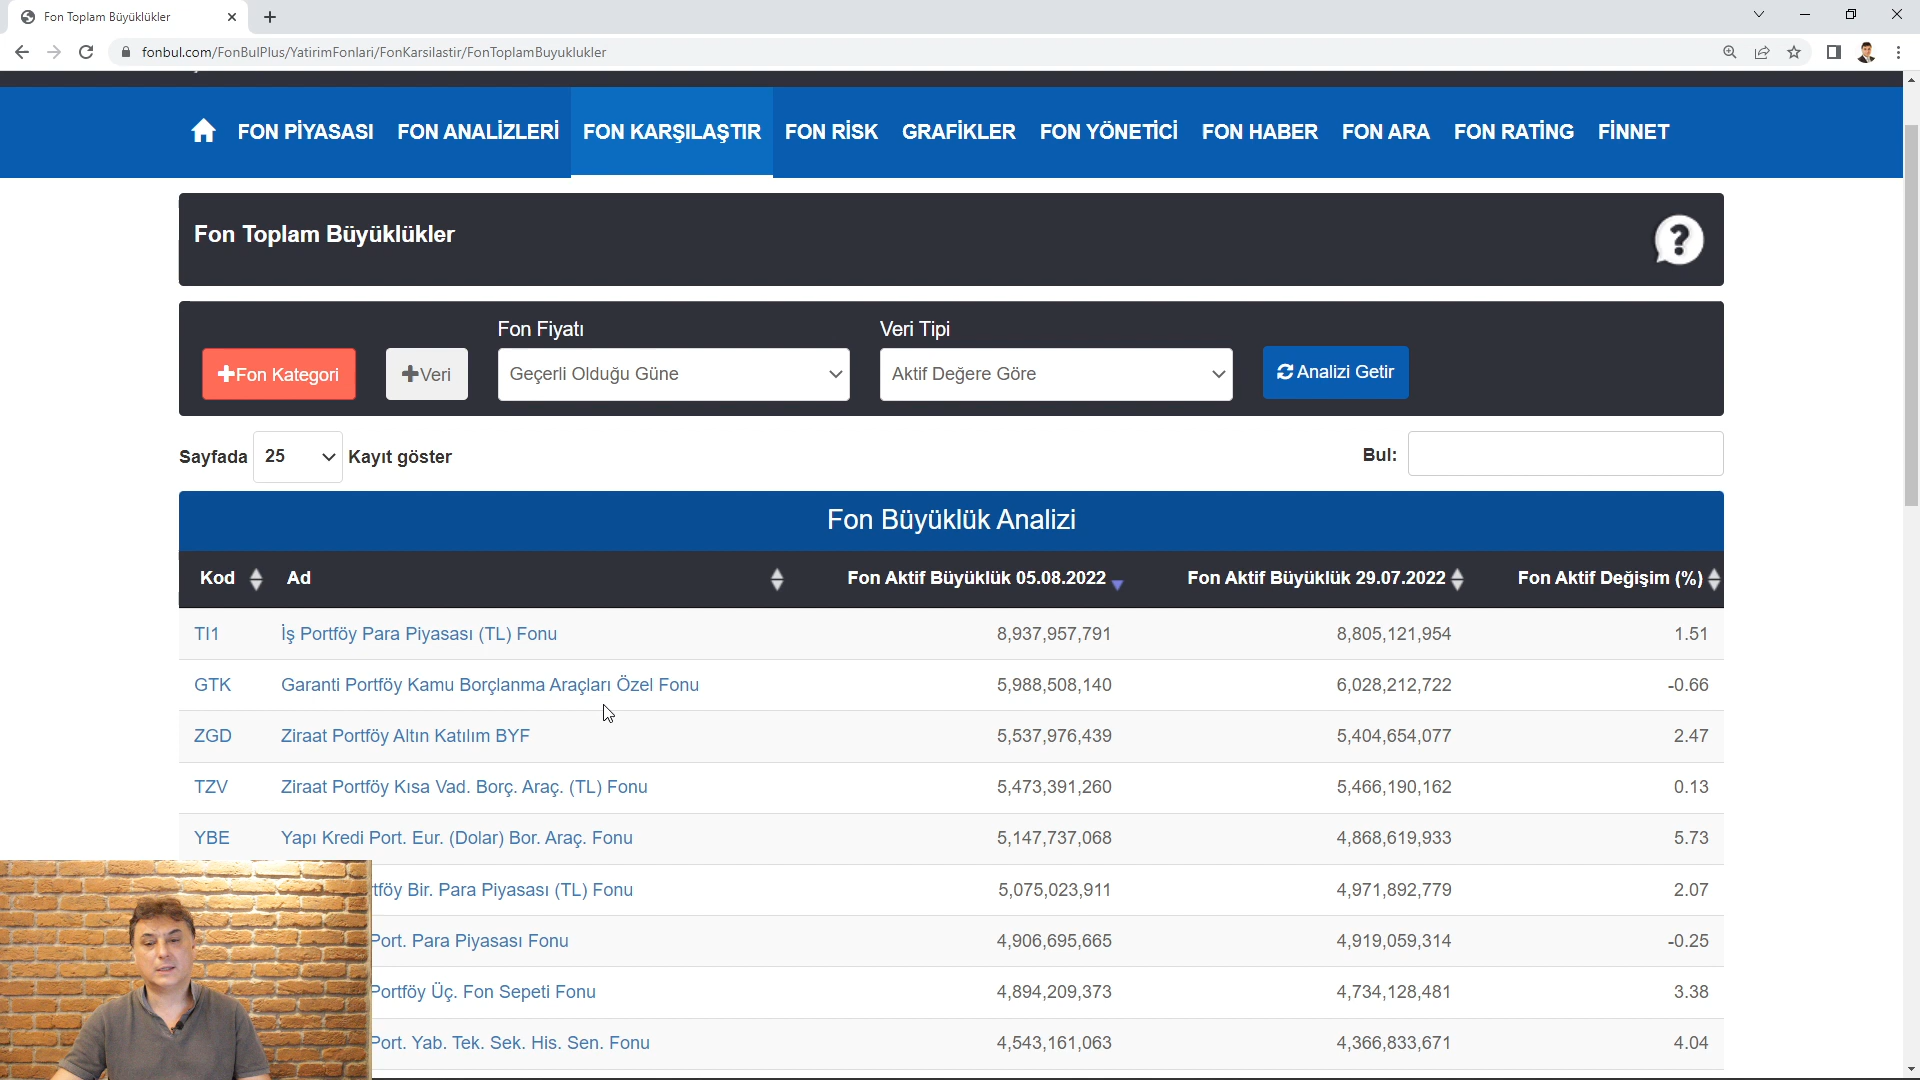 Fon Toplam Büyüklükler
fonbul.com/FonBulPlus/YatirimFonlari/FonKarsilastir/FonToplamBuyuklukler
FON PİYASASI FON ANALİZLERİ FON KARŞILAŞTIR FON RİSK GRAFİKLER FON YÖNETİCİ FON HABER FON ARA FON RATİNG FİNNET
Fon Toplam Büyüklükler
?
Fon Fiyatı Veri Tipi
+Fon Kategori +Veri Geçerli Olduğu Güne Aktif Değere Göre Analizi Getir
Sayfada 25 Kayıt göster Bul:
Fon Büyüklük Analizi
Kod Ad Fon Aktif Büyüklük 05.08.2022 Fon Aktif Büyüklük 29.07.2022 Fon Aktif Değişim (%)
TI1 İş Portföy Para Piyasası (TL) Fonu 8,937,957,791 8,805,121,954 1.51
GTK Garanti Portföy Kamu Borçlanma Araçları Özel Fonu 5,988,508,140 6,028,212,722 -0.66
ZGD Ziraat Portföy Altın Katılım BYF 5,537,976,439 5,404,654,077 2.47
TZV Ziraat Portföy Kısa Vad. Borç. Araç. (TL) Fonu 5,473,391,260 5,466,190,162 0.13
YBE Yapı Kredi Port. Eur. (Dolar) Bor. Araç. Fonu 5,147,737,068 4,868,619,933 5.73
tföy Bir. Para Piyasası (TL) Fonu 5,075,023,911 4,971,892,779 2.07
Port. Para Piyasası Fonu 4,906,695,665 4,919,059,314 -0.25
Portföy Üç. Fon Sepeti Fonu 4,894,209,373 4,734,128,481 3.38
Port. Yab. Tek. Sek. His. Sen. Fonu 4,543,161,063 4,366,833,671 4.04